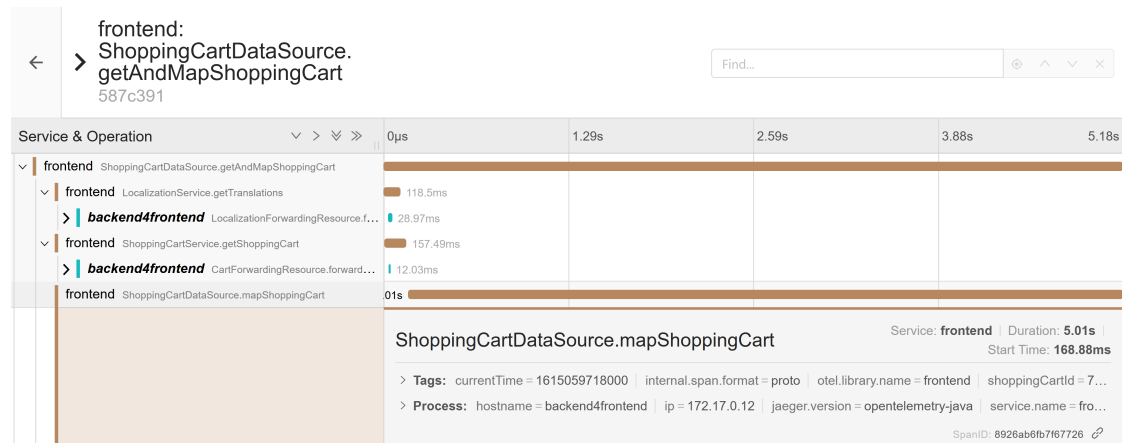 frontend:
ShoppingCartDataSource.
getAndMapShoppingCart
587c391
Find...
Service & Operation 0μs 1.29s 2.59s 3.88s 5.18s
frontend ShoppingCartDataSource.getAndMapShoppingCart
frontend LocalizationService.getTranslations 118.5ms
backend4frontend LocalizationForwardingResource.f... 28.97ms
frontend ShoppingCartService.getShoppingCart 157.49ms
backend4frontend CartForwardingResource.forward... 12.03ms
frontend ShoppingCartDataSource.mapShoppingCart .01s
ShoppingCartDataSource.mapShoppingCart
Service: frontend Duration: 5.01s
Start Time: 168.88ms
Tags: currentTime = 1615059718000 internal.span.format = proto otel.library.name = frontend shoppingCartId = 7...
Process: hostname = backend4frontend ip = 172.17.0.12 jaeger.version = opentelemetry-java service.name = fro...
SpanID: 8926ab6fb7f67726